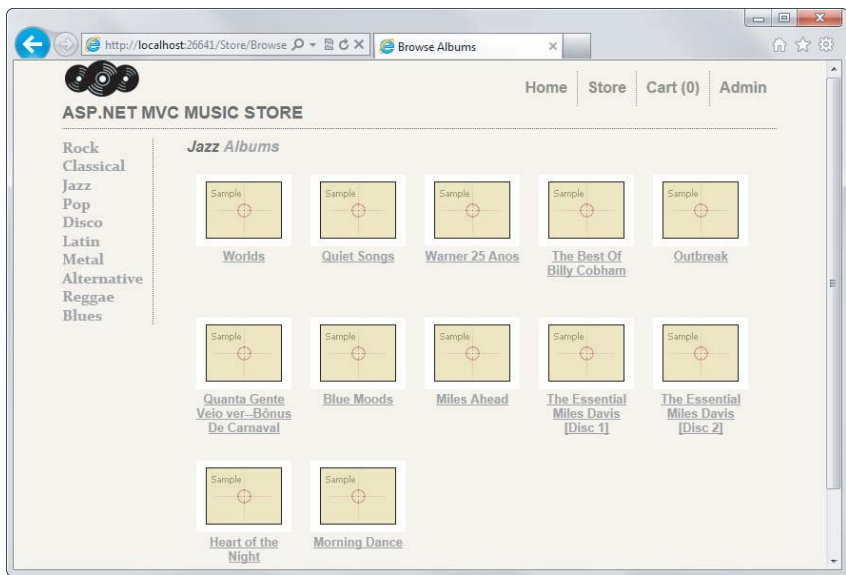 http://localhost:26641/Store/Browse
Browse Albums
Home
Store
Cart (0)
Admin
ASP.NET MVC MUSIC STORE
Rock
Classical
Jazz
Pop
Disco
Latin
Metal
Alternative
Reggae
Blues
Jazz Albums
Sample
Sample
Sample
Sample
Sample
Worlds
Quiet Songs
Warner 25 Anos
The Best Of
Billy Cobham
Outbreak
Sample
Sample
Sample
Sample
Sample
Quanta Gente
Veio ver--Bônus
De Carnaval
Blue Moods
Miles Ahead
The Essential
Miles Davis
[Disc 1]
The Essential
Miles Davis
[Disc 2]
Sample
Sample
Heart of the
Night
Morning Dance